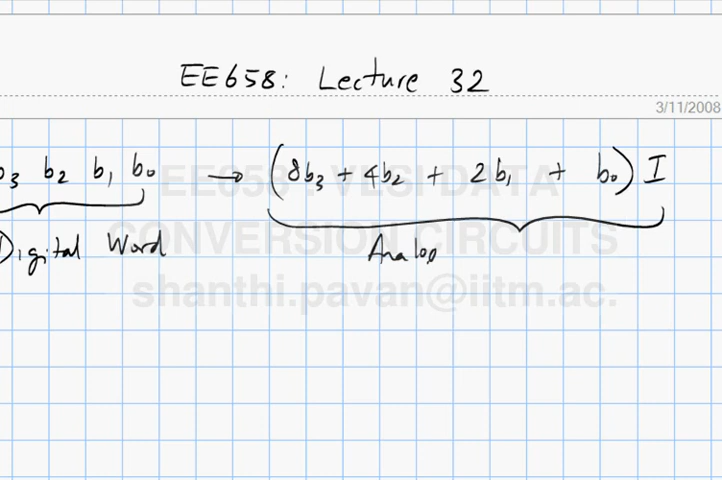 EE658: Lecture 32
3/11/2008
b₃ b₂ b₁ b₀ → (8b₃ + 4b₂ + 2b₁ + b₀) I
EE658: VLSI DATA
CONVERSION CIRCUITS
Digital Word Analog
shanthi.pavan@iitm.ac.